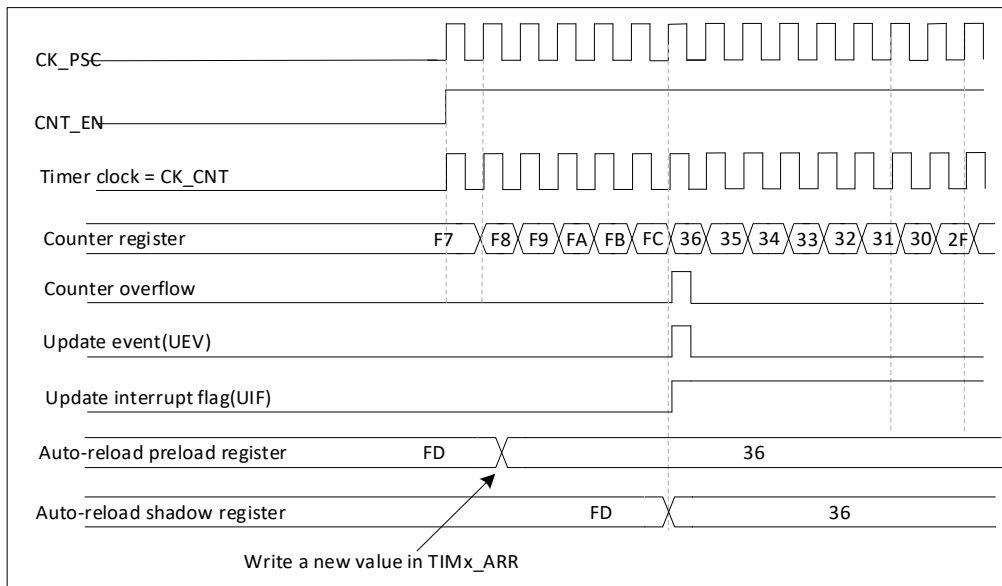 CK_PSC
CNT_EN
Timer clock = CK_CNT
Counter register F7 F8 F9 FA FB FC 36 35 34 33 32 31 30 2F
Counter overflow
Update event(UEV)
Update interrupt flag(UIF)
Auto-reload preload register FD 36
Auto-reload shadow register FD 36
Write a new value in TIMx_ARR